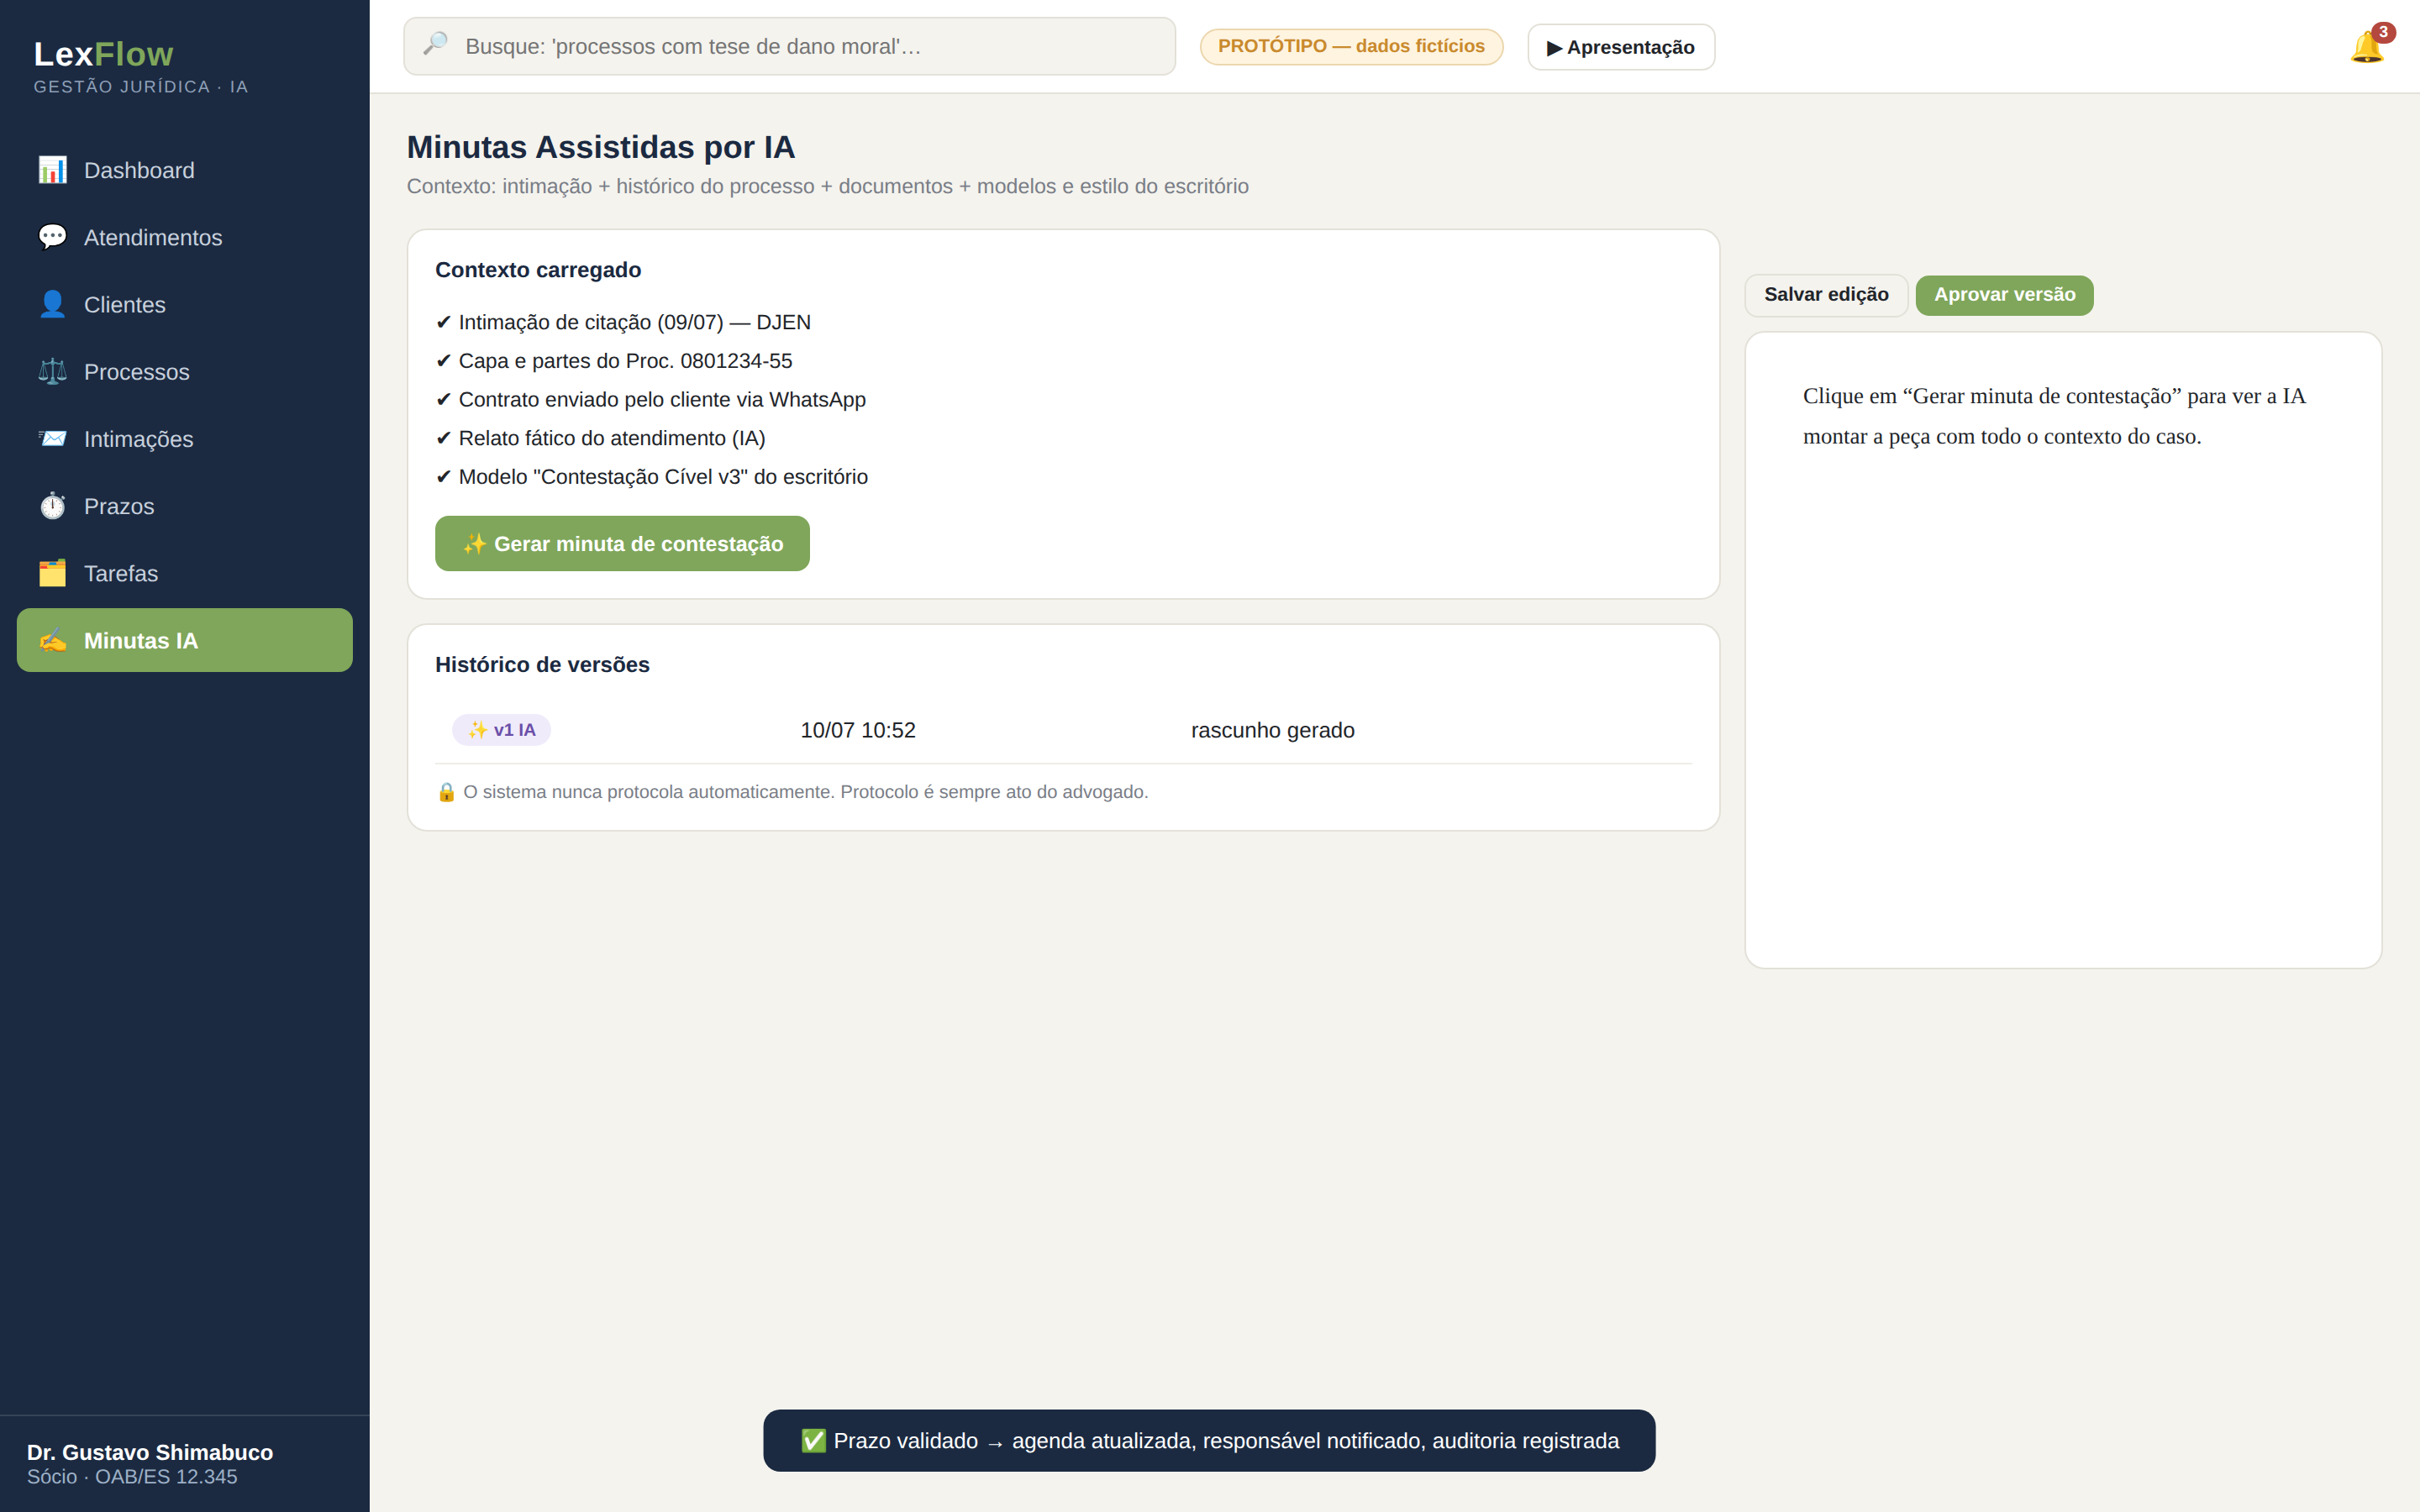 LexFlow
GESTÃO JURÍDICA · IA
Dashboard
Atendimentos
Clientes
Processos
Intimações
Prazos
Tarefas
Minutas IA
Dr. Gustavo Shimabuco
Sócio · OAB/ES 12.345
Busque: 'processos com tese de dano moral'…
PROTÓTIPO — dados fictícios
▶ Apresentação
3
Minutas Assistidas por IA
Contexto: intimação + histórico do processo + documentos + modelos e estilo do escritório
Contexto carregado
✔ Intimação de citação (09/07) — DJEN
✔ Capa e partes do Proc. 0801234-55
✔ Contrato enviado pelo cliente via WhatsApp
✔ Relato fático do atendimento (IA)
✔ Modelo "Contestação Cível v3" do escritório
✨ Gerar minuta de contestação
Histórico de versões
✨ v1 IA 10/07 10:52 rascunho gerado
🔒 O sistema nunca protocola automaticamente. Protocolo é sempre ato do advogado.
Salvar edição
Aprovar versão
Clique em “Gerar minuta de contestação” para ver a IA
montar a peça com todo o contexto do caso.
✅ Prazo validado → agenda atualizada, responsável notificado, auditoria registrada